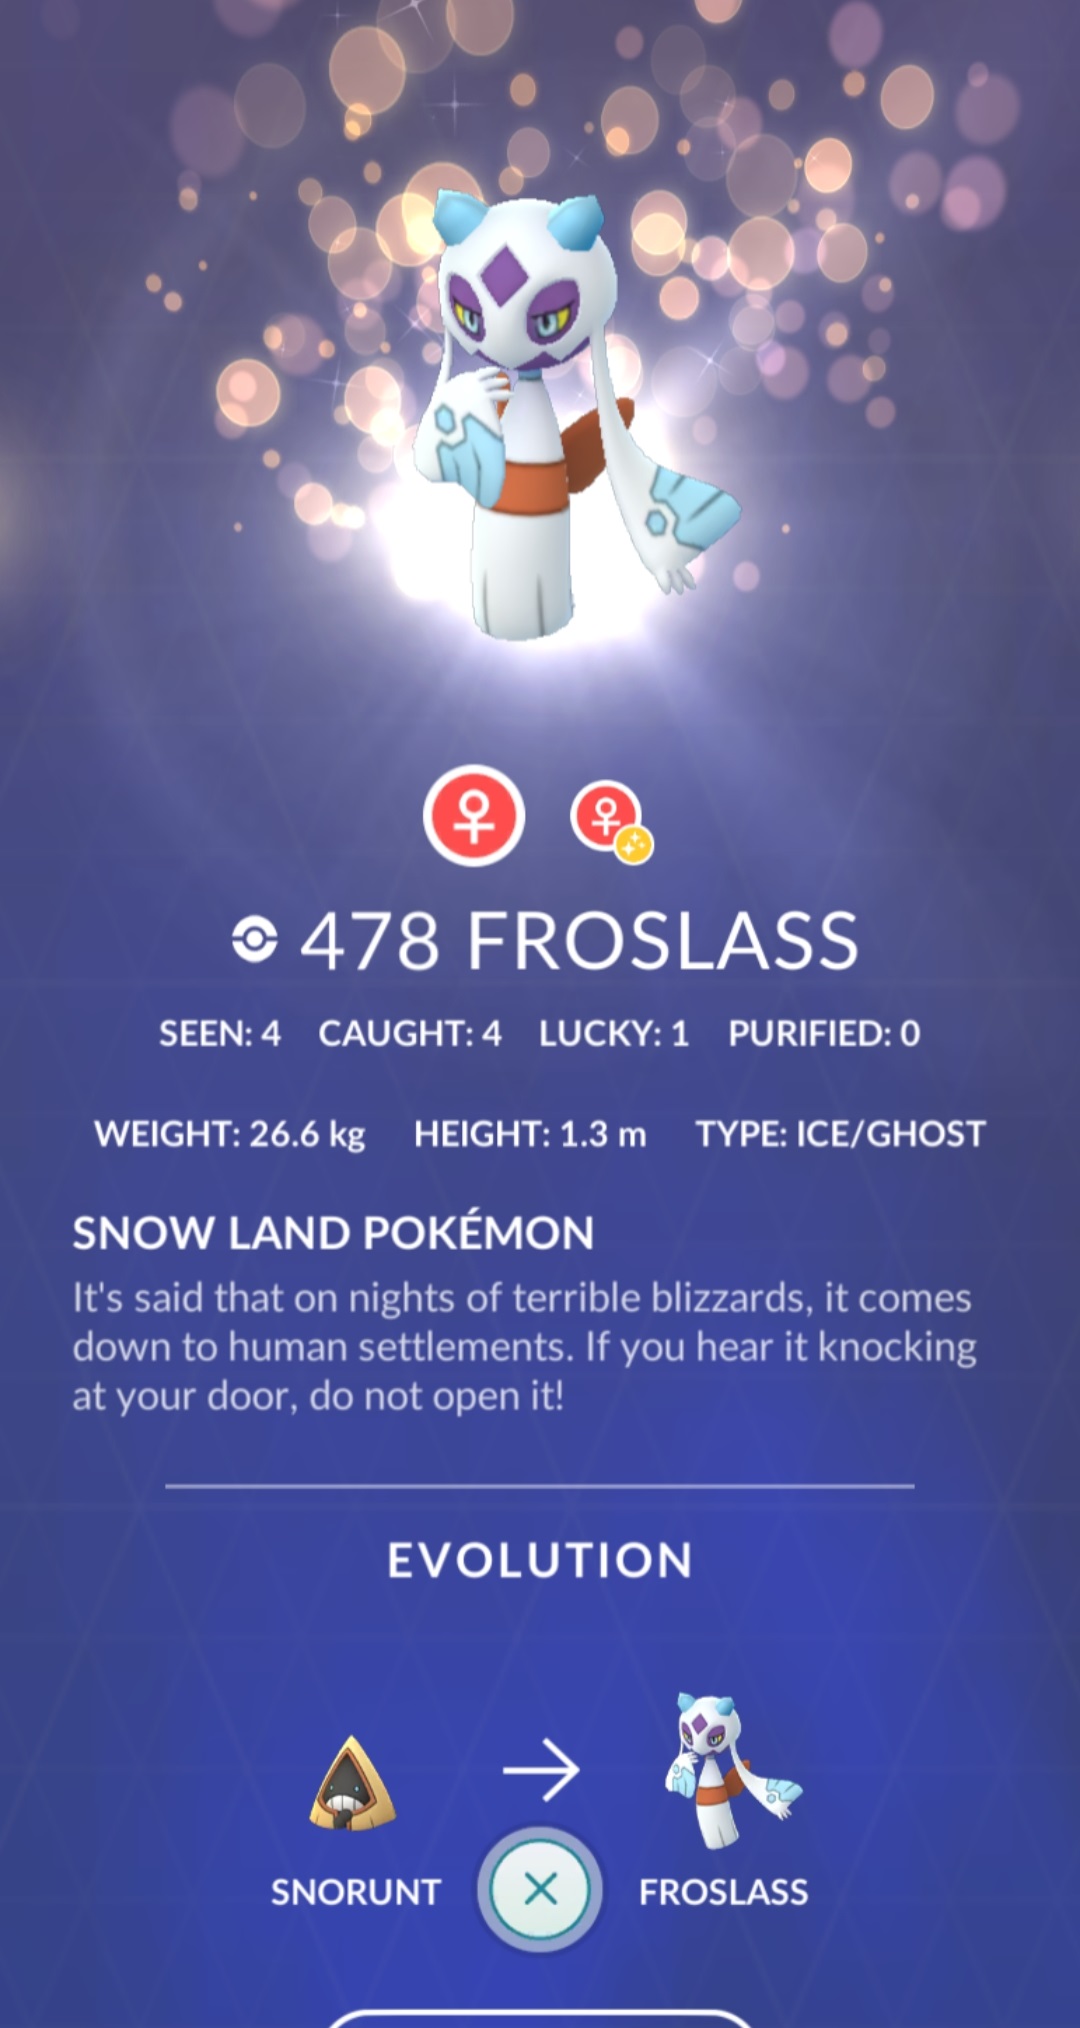 478 FROSLASS
SEEN: 4 CAUGHT: 4 LUCKY: 1 PURIFIED: 0
WEIGHT: 26.6 kg HEIGHT: 1.3 m TYPE: ICE/GHOST
SNOW LAND POKÉMON
It's said that on nights of terrible blizzards, it comes
down to human settlements. If you hear it knocking
at your door, do not open it!
EVOLUTION
SNORUNT FROSLASS